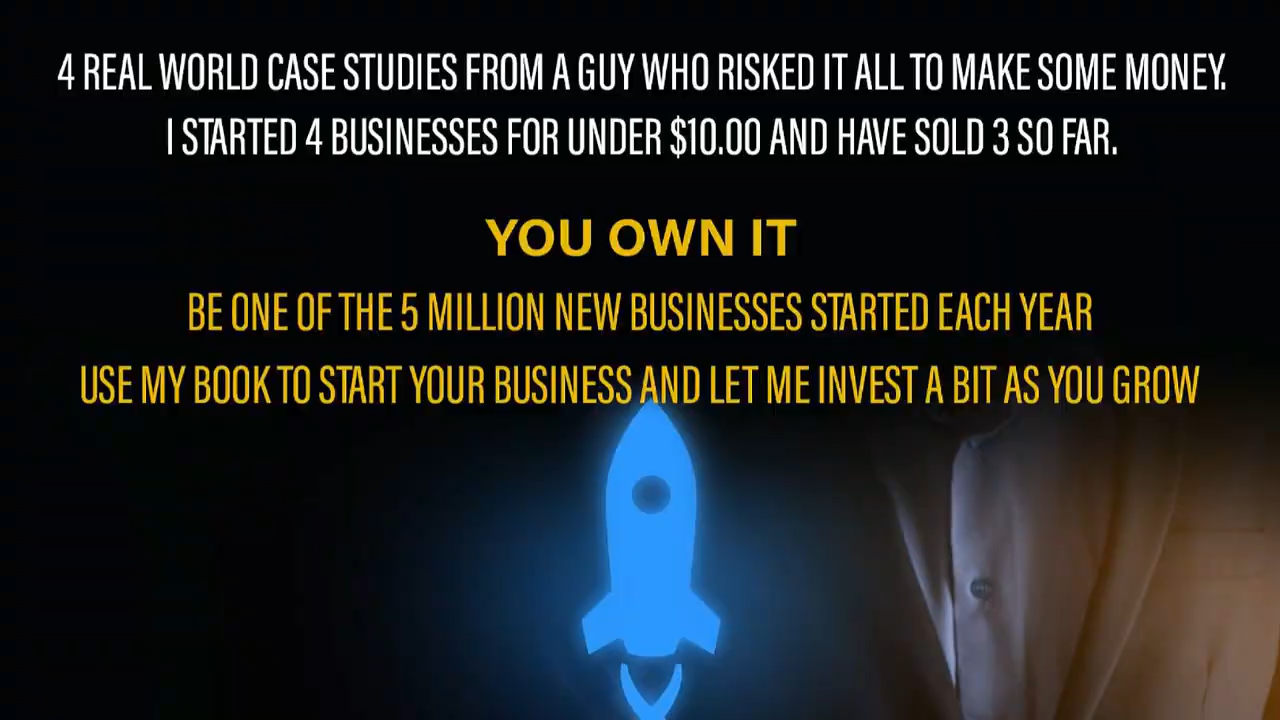 4 REAL WORLD CASE STUDIES FROM A GUY WHO RISKED IT ALL TO MAKE SOME MONEY.
I STARTED 4 BUSINESSES FOR UNDER $10.00 AND HAVE SOLD 3 SO FAR.
YOU OWN IT
BE ONE OF THE 5 MILLION NEW BUSINESSES STARTED EACH YEAR
USE MY BOOK TO START YOUR BUSINESS AND LET ME INVEST A BIT AS YOU GROW